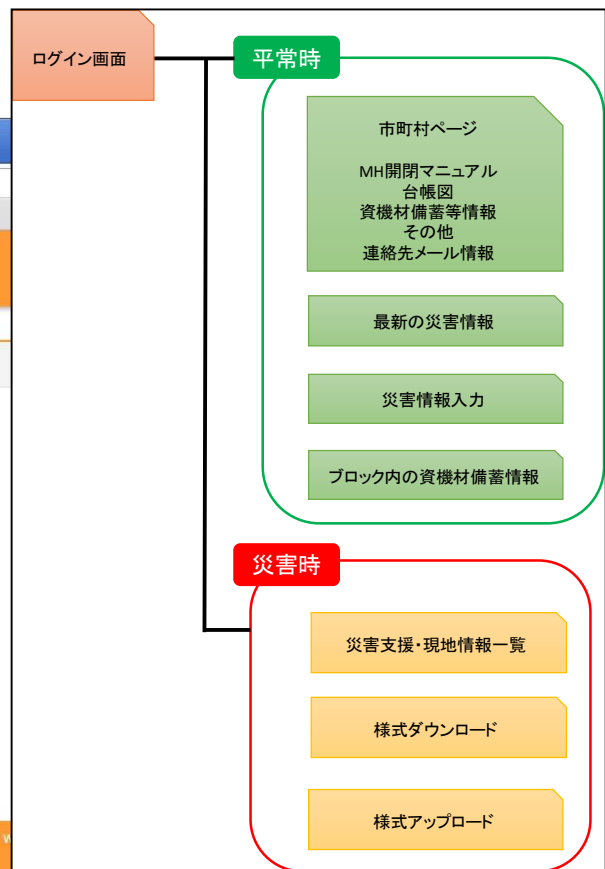 ログイン画面
平常時
市町村ページ
MH開閉マニュアル
台帳図
資機材備蓄等情報
その他
連絡先メール情報
最新の災害情報
災害情報入力
ブロック内の資機材備蓄情報
災害時
災害支援・現地情報一覧
様式ダウンロード
様式アップロード